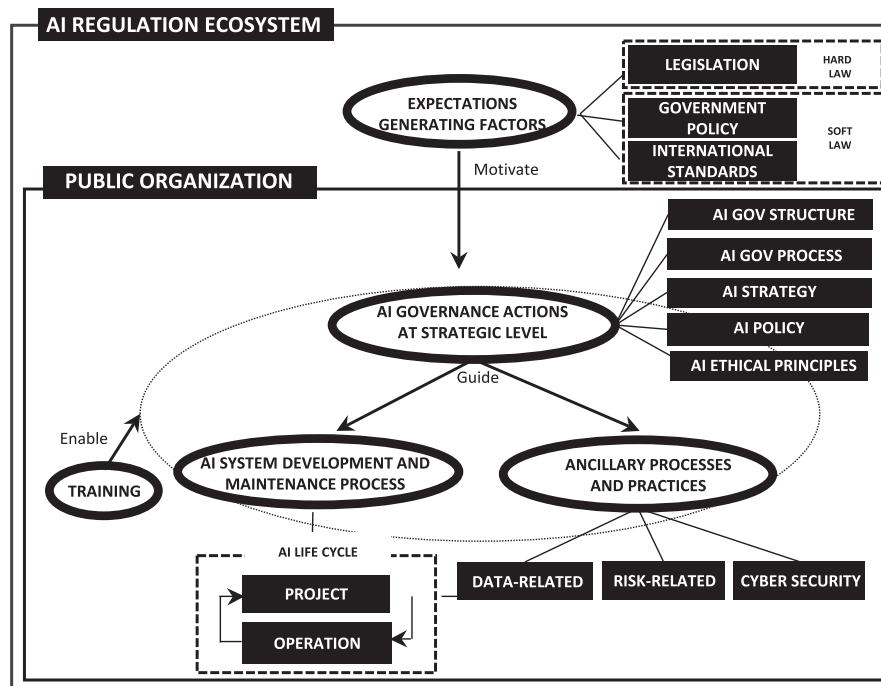 AI REGULATION ECOSYSTEM
LEGISLATION
HARD
LAW
EXPECTATIONS
GENERATING FACTORS
GOVERNMENT
POLICY
SOFT
LAW
INTERNATIONAL
STANDARDS
Motivate
PUBLIC ORGANIZATION
AI GOV STRUCTURE
AI GOV PROCESS
AI STRATEGY
AI POLICY
AI ETHICAL PRINCIPLES
AI GOVERNANCE ACTIONS
AT STRATEGIC LEVEL
Guide
Enable
TRAINING
AI SYSTEM DEVELOPMENT AND
MAINTENANCE PROCESS
ANCILLARY PROCESSES
AND PRACTICES
AI LIFE CYCLE
PROJECT
OPERATION
DATA-RELATED
RISK-RELATED
CYBER SECURITY